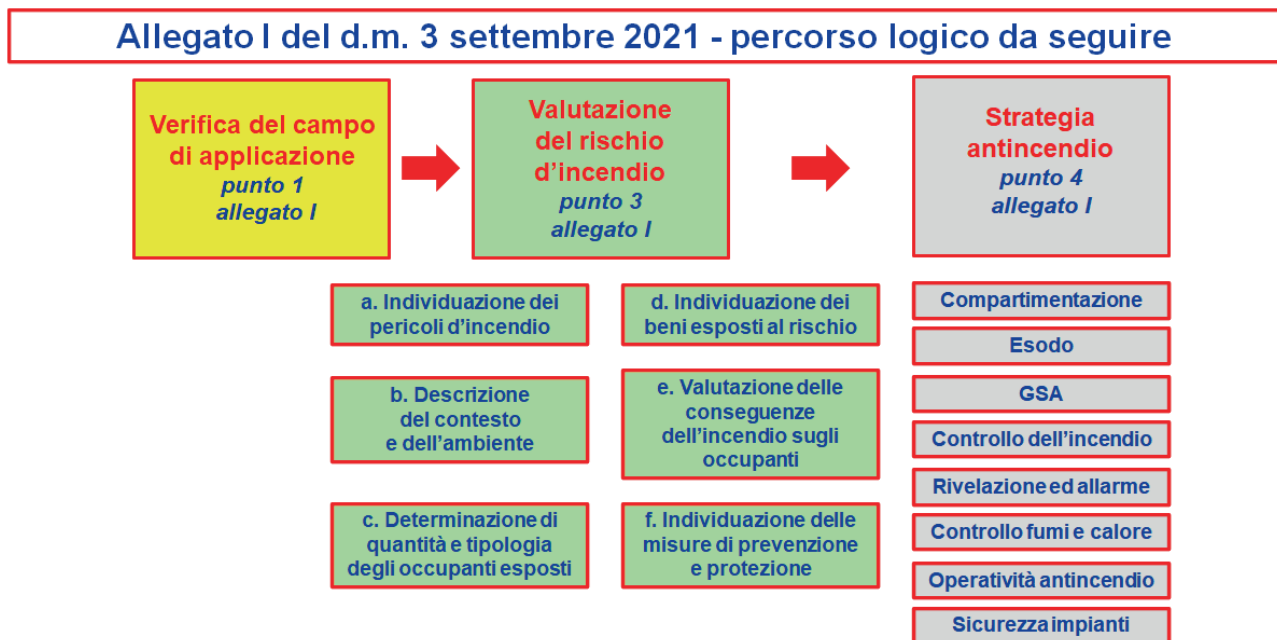 Allegato I del d.m. 3 settembre 2021 - percorso logico da seguire
Verifica del campo
di applicazione
punto 1
allegato I
Valutazione
del rischio
d'incendio
punto 3
allegato I
Strategia
antincendio
punto 4
allegato I
a. Individuazione dei
pericoli d'incendio
b. Descrizione
del contesto
e dell'ambiente
c. Determinazione di
quantità e tipologia
degli occupanti esposti
d. Individuazione dei
beni esposti al rischio
e. Valutazione delle
conseguenze
dell'incendio sugli
occupanti
f. Individuazione delle
misure di prevenzione
e protezione
Compartimentazione
Esodo
GSA
Controllo dell'incendio
Rivelazione ed allarme
Controllo fumi e calore
Operatività antincendio
Sicurezza impianti